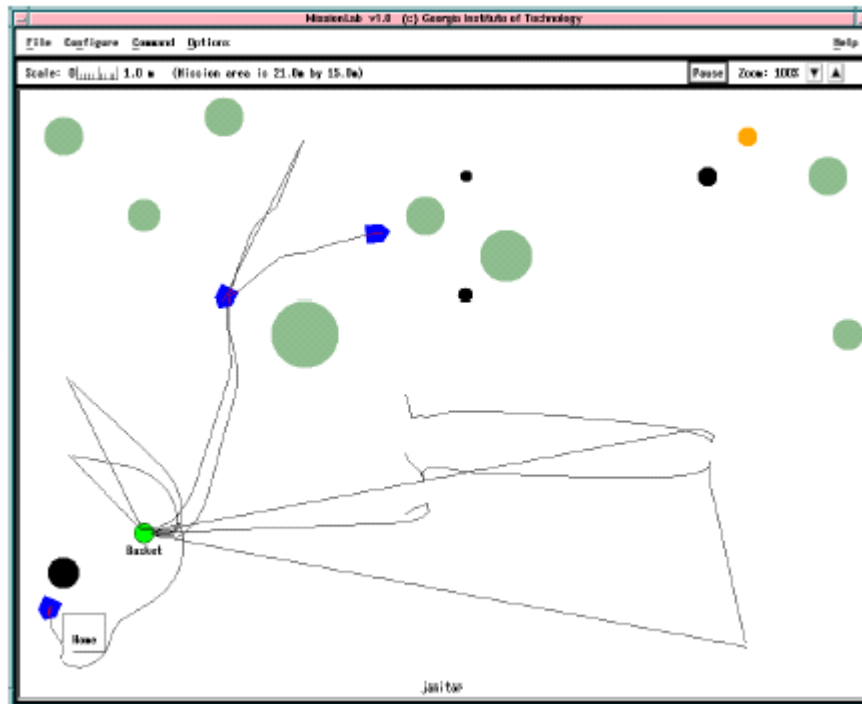 MissionLab v1.0 (c) Georgia Institute of Technology
File Configure Command Options Help
Scale: 0 1.0 m (Mission area is 21.0m by 15.0m) Pause Zoom: 100%
Basket
Home
janitor